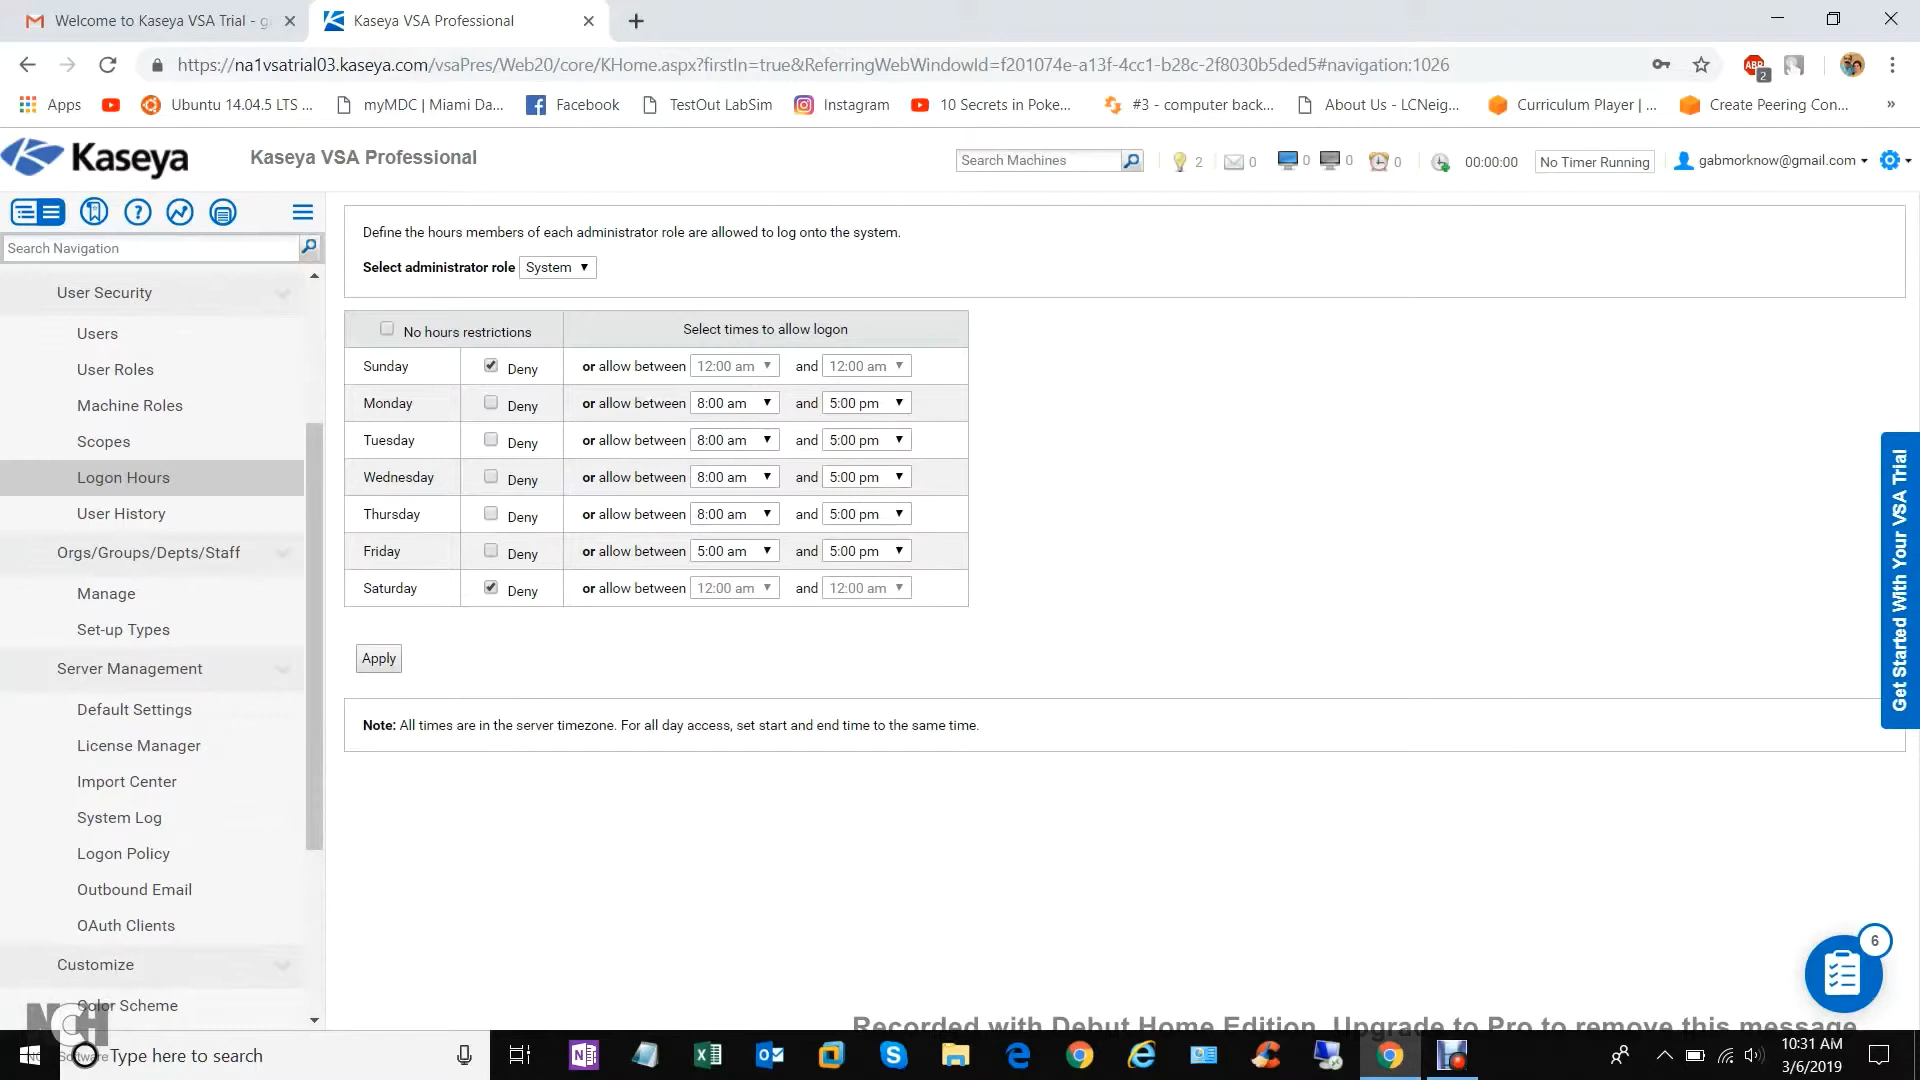 Welcome to Kaseya VSA Trial - g
Kaseya VSA Professional
https://na1vsatrial03.kaseya.com/vsaPres/Web20/core/KHome.aspx?firstIn=true&ReferringWebWindowId=f201074e-a13f-4cc1-b28c-2f8030b5ded5#navigation:1026
ABP
2
Apps
Ubuntu 14.04.5 LTS ...
myMDC | Miami Da...
Facebook
TestOut LabSim
Instagram
10 Secrets in Poke...
#3 - computer back...
About Us - LCNeig...
Curriculum Player | ...
Create Peering Con...
»
Kaseya
Kaseya VSA Professional
Search Machines
2
0
0
0
0
00:00:00
No Timer Running
gabmorknow@gmail.com
Search Navigation
User Security
Users
User Roles
Machine Roles
Scopes
Logon Hours
User History
Orgs/Groups/Depts/Staff
Manage
Set-up Types
Server Management
Default Settings
License Manager
Import Center
System Log
Logon Policy
Outbound Email
OAuth Clients
Customize
Color Scheme
Define the hours members of each administrator role are allowed to log onto the system.
Select administrator role System
No hours restrictions Select times to allow logon
Sunday Deny or allow between 12:00 am and 12:00 am
Monday Deny or allow between 8:00 am and 5:00 pm
Tuesday Deny or allow between 8:00 am and 5:00 pm
Wednesday Deny or allow between 8:00 am and 5:00 pm
Thursday Deny or allow between 8:00 am and 5:00 pm
Friday Deny or allow between 5:00 am and 5:00 pm
Saturday Deny or allow between 12:00 am and 12:00 am
Apply
Note: All times are in the server timezone. For all day access, set start and end time to the same time.
Get Started With Your VSA Trial
6
NCH
Software
Recorded with Debut Home Edition. Upgrade to Pro to remove this message
Type here to search
10:31 AM
3/6/2019